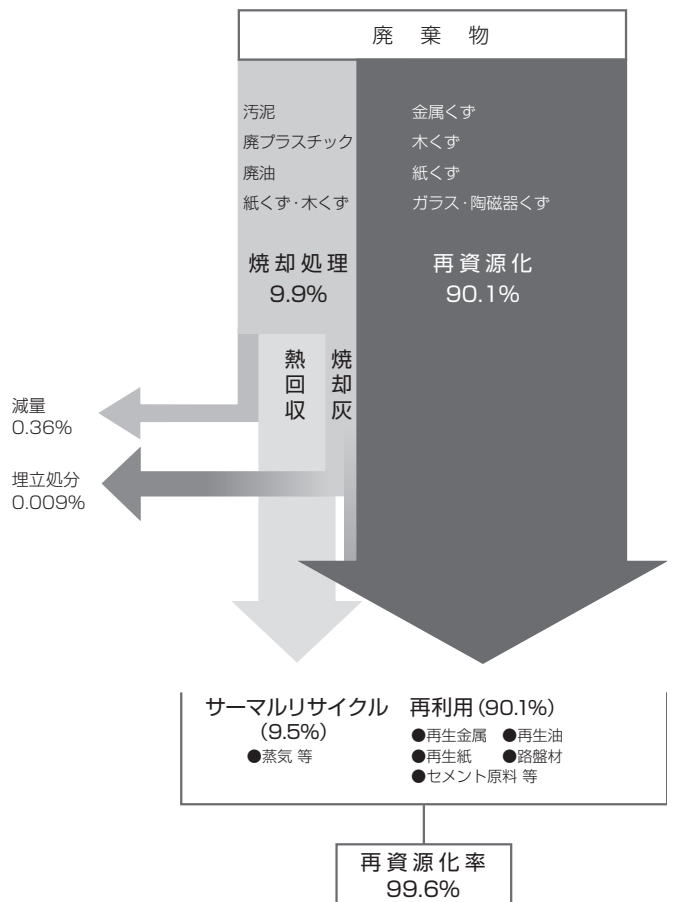 廃棄物
汚泥
廃プラスチック
廃油
紙くず・木くず
焼却処理
9.9%
金属くず
木くず
紙くず
ガラス・陶磁器くず
再資源化
90.1%
熱回収
焼却灰
減量
0.36%
埋立処分
0.009%
サーマルリサイクル
(9.5%)
●蒸気 等
再利用(90.1%)
●再生金属 ●再生油
●再生紙 ●路盤材
●セメント原料 等
再資源化率
99.6%